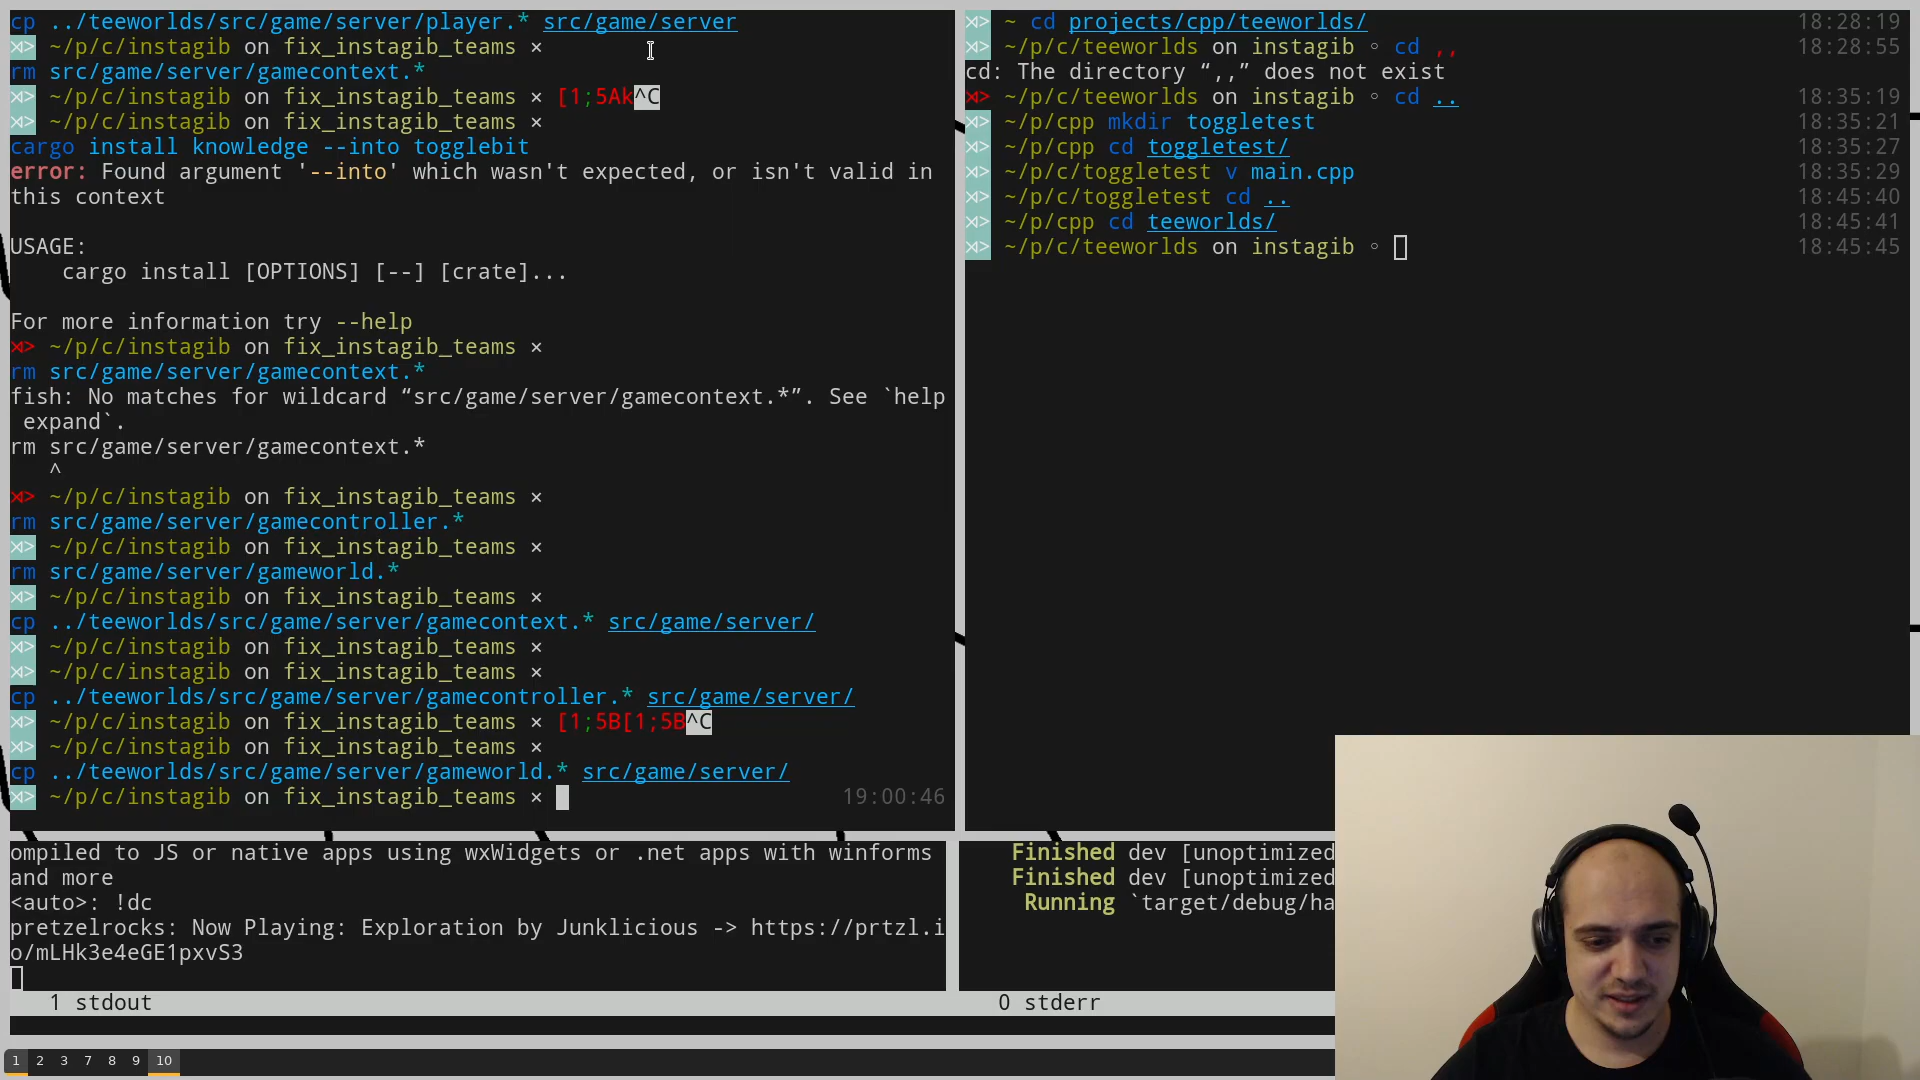 cp ../teeworlds/src/game/server/player.* src/game/server
⋊> ~/p/c/instagib on fix_instagib_teams ⨯
rm src/game/server/gamecontext.*
⋊> ~/p/c/instagib on fix_instagib_teams ⨯ [1;5Ak^C
⋊> ~/p/c/instagib on fix_instagib_teams ⨯
cargo install knowledge --into togglebit
error: Found argument '--into' which wasn't expected, or isn't valid in
this context
USAGE:
cargo install [OPTIONS] [--] [crate]...
For more information try --help
⋊> ~/p/c/instagib on fix_instagib_teams ⨯
rm src/game/server/gamecontext.*
fish: No matches for wildcard “src/game/server/gamecontext.*”. See `help
expand`.
rm src/game/server/gamecontext.*
^
⋊> ~/p/c/instagib on fix_instagib_teams ⨯
rm src/game/server/gamecontroller.*
⋊> ~/p/c/instagib on fix_instagib_teams ⨯
rm src/game/server/gameworld.*
⋊> ~/p/c/instagib on fix_instagib_teams ⨯
cp ../teeworlds/src/game/server/gamecontext.* src/game/server/
⋊> ~/p/c/instagib on fix_instagib_teams ⨯
⋊> ~/p/c/instagib on fix_instagib_teams ⨯
cp ../teeworlds/src/game/server/gamecontroller.* src/game/server/
⋊> ~/p/c/instagib on fix_instagib_teams ⨯ [1;5B[1;5B^C
⋊> ~/p/c/instagib on fix_instagib_teams ⨯
cp ../teeworlds/src/game/server/gameworld.* src/game/server/
⋊> ~/p/c/instagib on fix_instagib_teams ⨯ 19:00:46
⋊> ~ cd projects/cpp/teeworlds/ 18:28:19
⋊> ~/p/c/teeworlds on instagib ◦ cd ,, 18:28:55
cd: The directory “,,” does not exist
⋊> ~/p/c/teeworlds on instagib ◦ cd .. 18:35:19
⋊> ~/p/cpp mkdir toggletest 18:35:21
⋊> ~/p/cpp cd toggletest/ 18:35:27
⋊> ~/p/c/toggletest v main.cpp 18:35:29
⋊> ~/p/c/toggletest cd .. 18:45:40
⋊> ~/p/cpp cd teeworlds/ 18:45:41
⋊> ~/p/c/teeworlds on instagib ◦ 18:45:45
ompiled to JS or native apps using wxWidgets or .net apps with winforms
and more
<auto>: !dc
pretzelrocks: Now Playing: Exploration by Junklicious -> https://prtzl.i
o/mLHk3e4eGE1pxvS3
1 stdout
Finished dev [unoptimized
Finished dev [unoptimized
Running `target/debug/ha
0 stderr
1 2 3 7 8 9 10